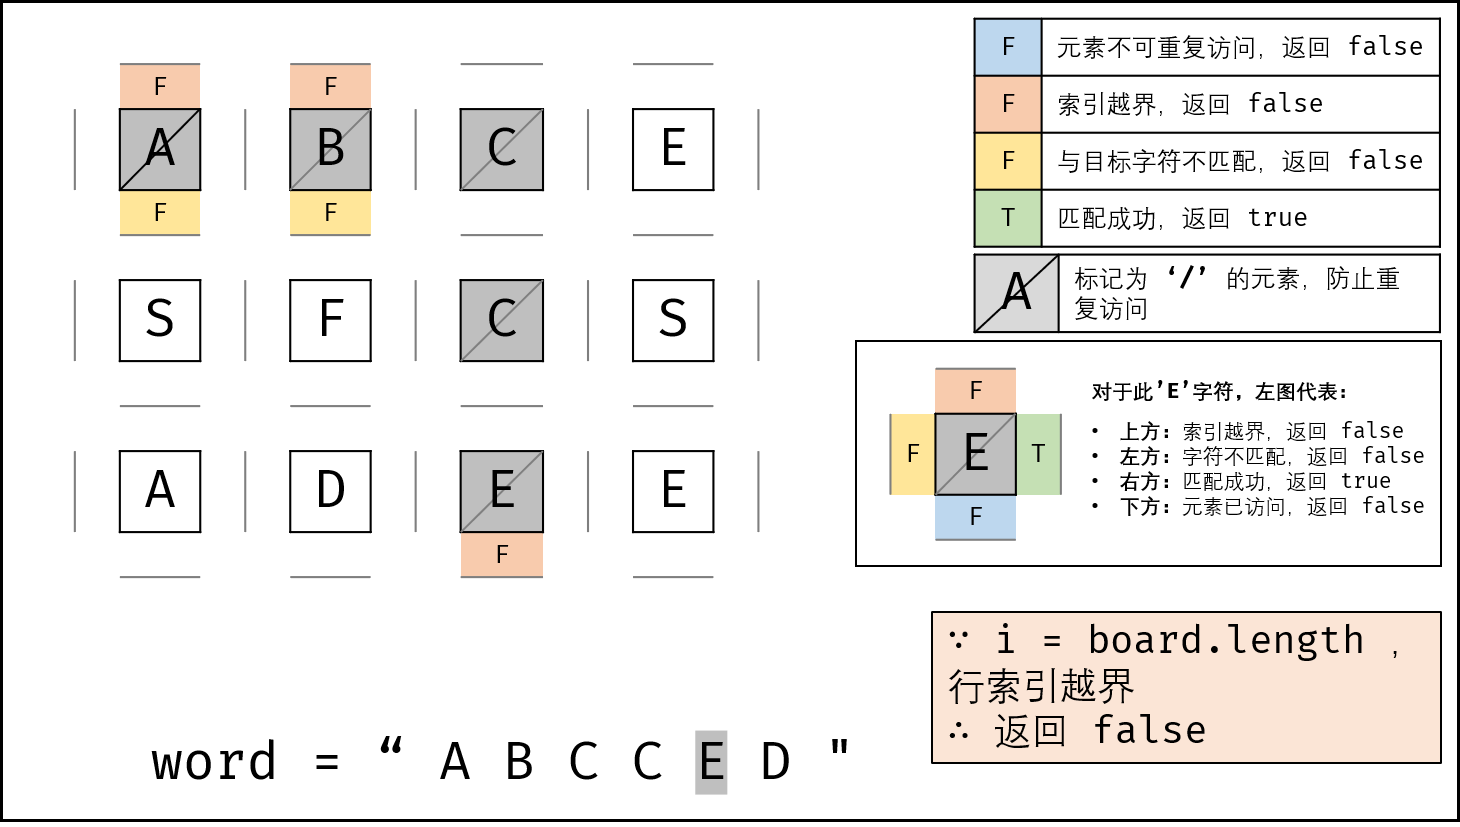 F F
A B C E
F F
S F C S
A D E E
F
word = “ A B C C E D "
F 元素不可重复访问，返回 false
F 索引越界，返回 false
F 与目标字符不匹配，返回 false
T 匹配成功，返回 true
A 标记为 ‘/’ 的元素，防止重
复访问
F
F E T
F
对于此’E’字符，左图代表：
• 上方：索引越界，返回 false
• 左方：字符不匹配，返回 false
• 右方：匹配成功，返回 true
• 下方：元素已访问，返回 false
∵ i = board.length ，
行索引越界
∴ 返回 false